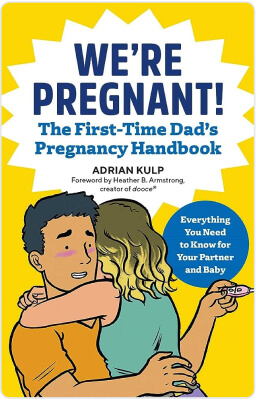 WE'RE
PREGNANT!
The First-Time Dad's
Pregnancy Handbook
ADRIAN KULP
Foreword by Heather B. Armstrong,
creator of dooce®
Everything
You Need
to Know for
Your Partner
and Baby